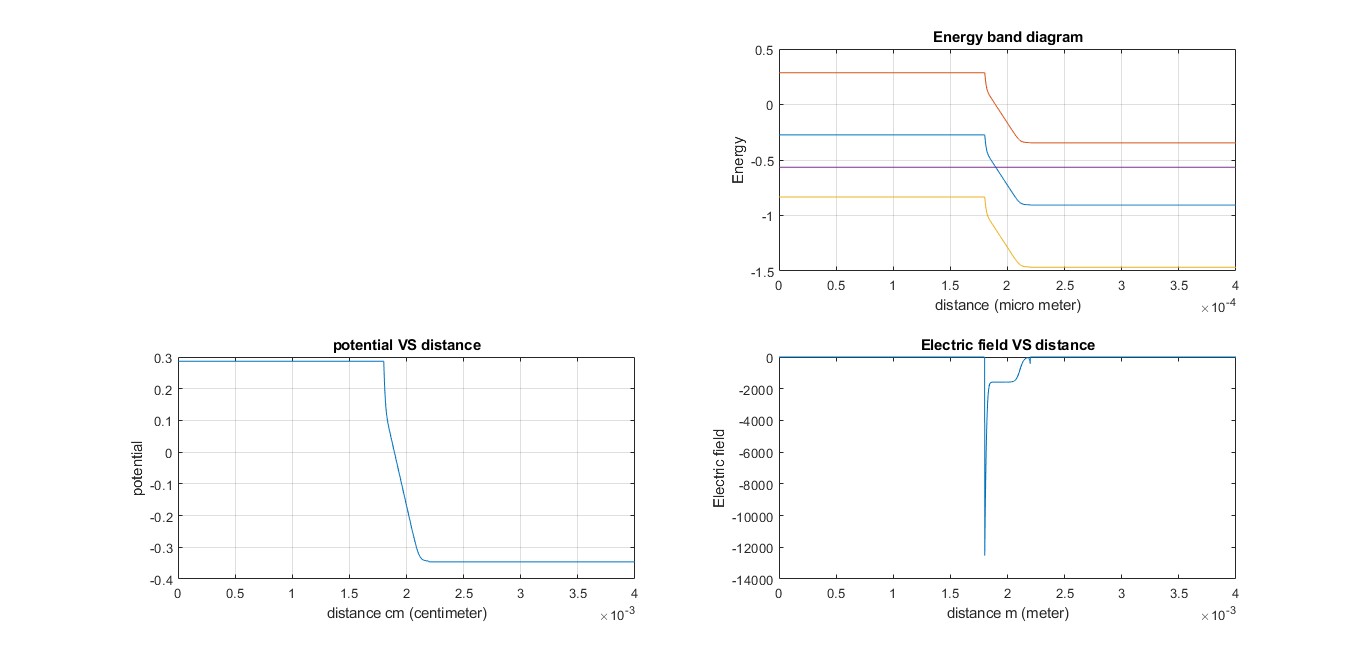 Energy band diagram
0.5
0
-0.5
-1
-1.5
Energy
0 0.5 1 1.5 2 2.5 3 3.5 4
distance (micro meter)
×10-4
potential VS distance
0.3
0.2
0.1
0
-0.1
-0.2
-0.3
-0.4
potential
0 0.5 1 1.5 2 2.5 3 3.5 4
distance cm (centimeter)
×10-3
Electric field VS distance
0
-2000
-4000
-6000
-8000
-10000
-12000
-14000
Electric field
0 0.5 1 1.5 2 2.5 3 3.5 4
distance m (meter)
×10-3